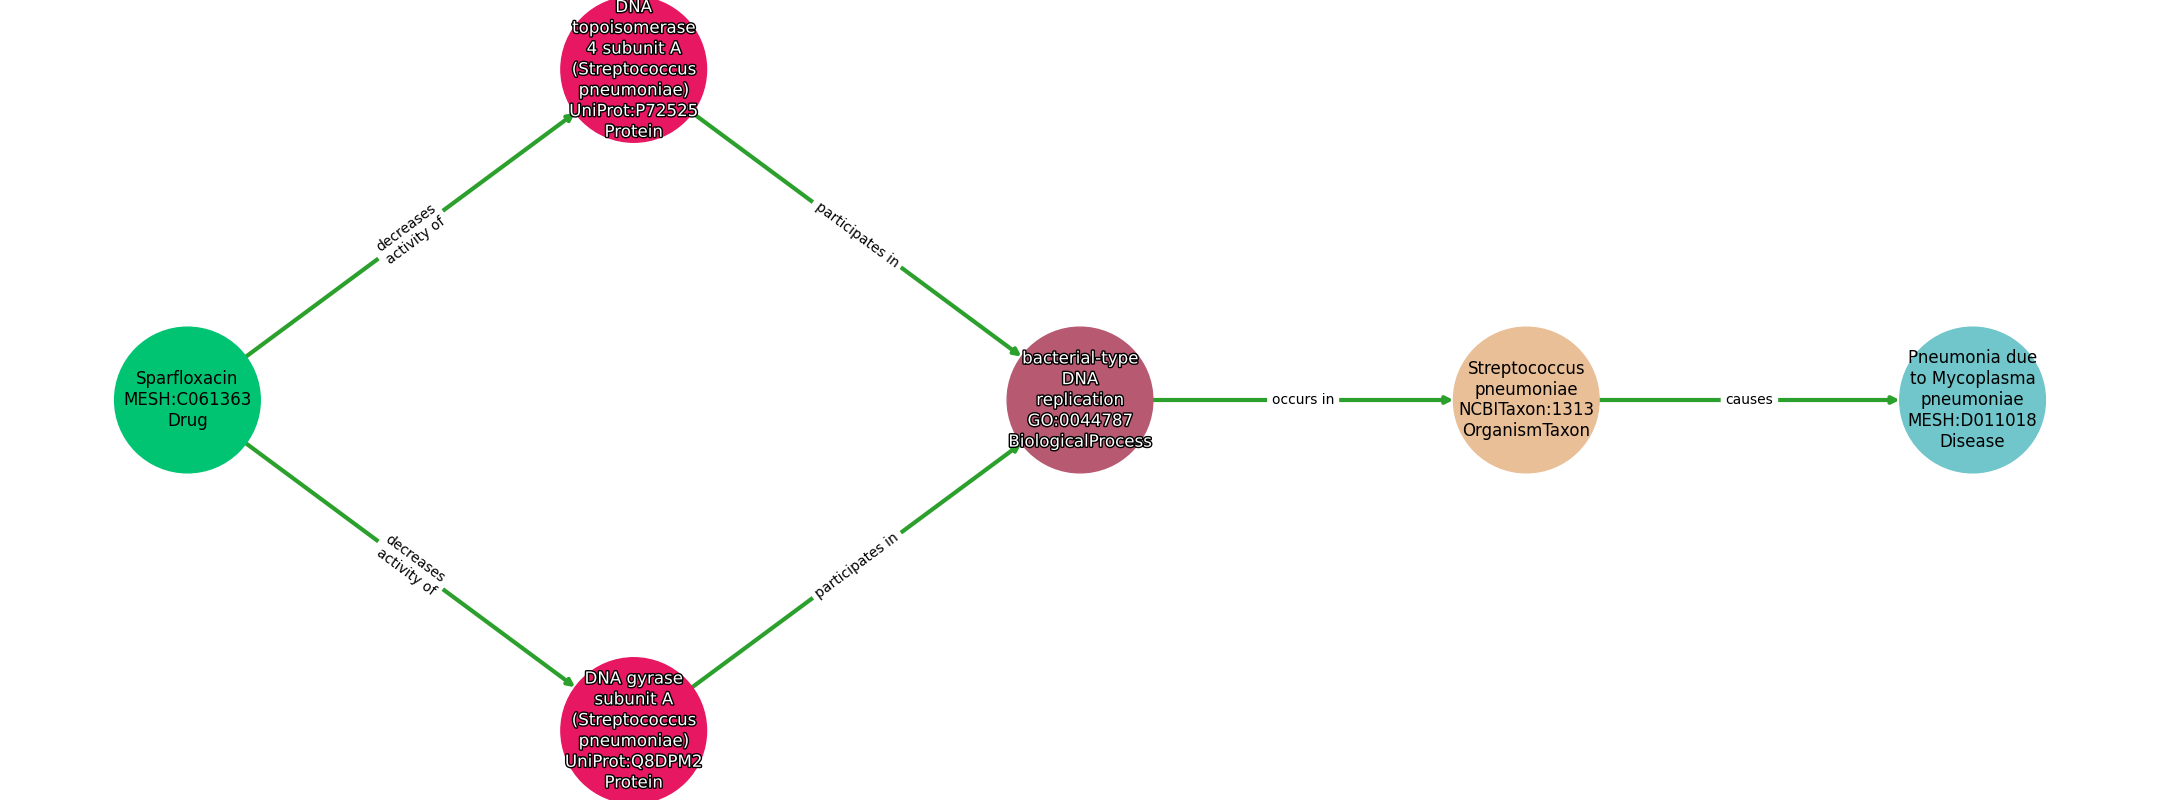 DNA
topoisomerase
4 subunit A
(Streptococcus
pneumoniae)
UniProt:P72525
Protein
decreases
activity of
participates in
Sparfloxacin
MESH:C061363
Drug
bacterial-type
DNA
replication
GO:0044787
BiologicalProcess
occurs in
Streptococcus
pneumoniae
NCBITaxon:1313
OrganismTaxon
causes
Pneumonia due
to Mycoplasma
pneumoniae
MESH:D011018
Disease
decreases
activity of
participates in
DNA gyrase
subunit A
(Streptococcus
pneumoniae)
UniProt:Q8DPM2
Protein